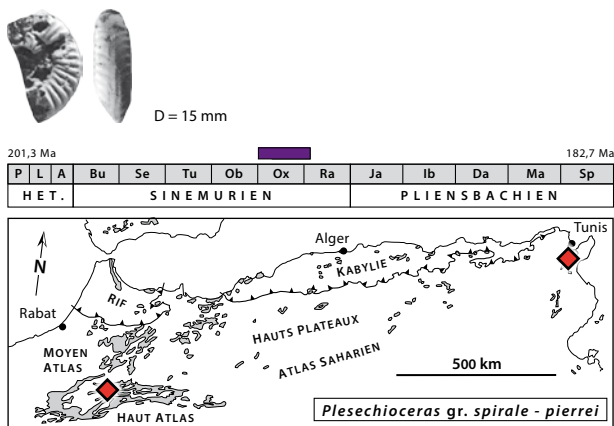 D = 15 mm
201,3 Ma 182,7 Ma
P L A Bu Se Tu Ob Ox Ra Ja Ib Da Ma Sp
HET. SINEMURIEN PLIENSBACHIEN
Tunis
Alger
N
KABYLIE
RIF
Rabat
HAUTS PLATEAUX
MOYEN
ATLAS
ATLAS SAHARIEN
500 km
HAUT ATLAS
Plesechioceras gr. spirale - pierrei